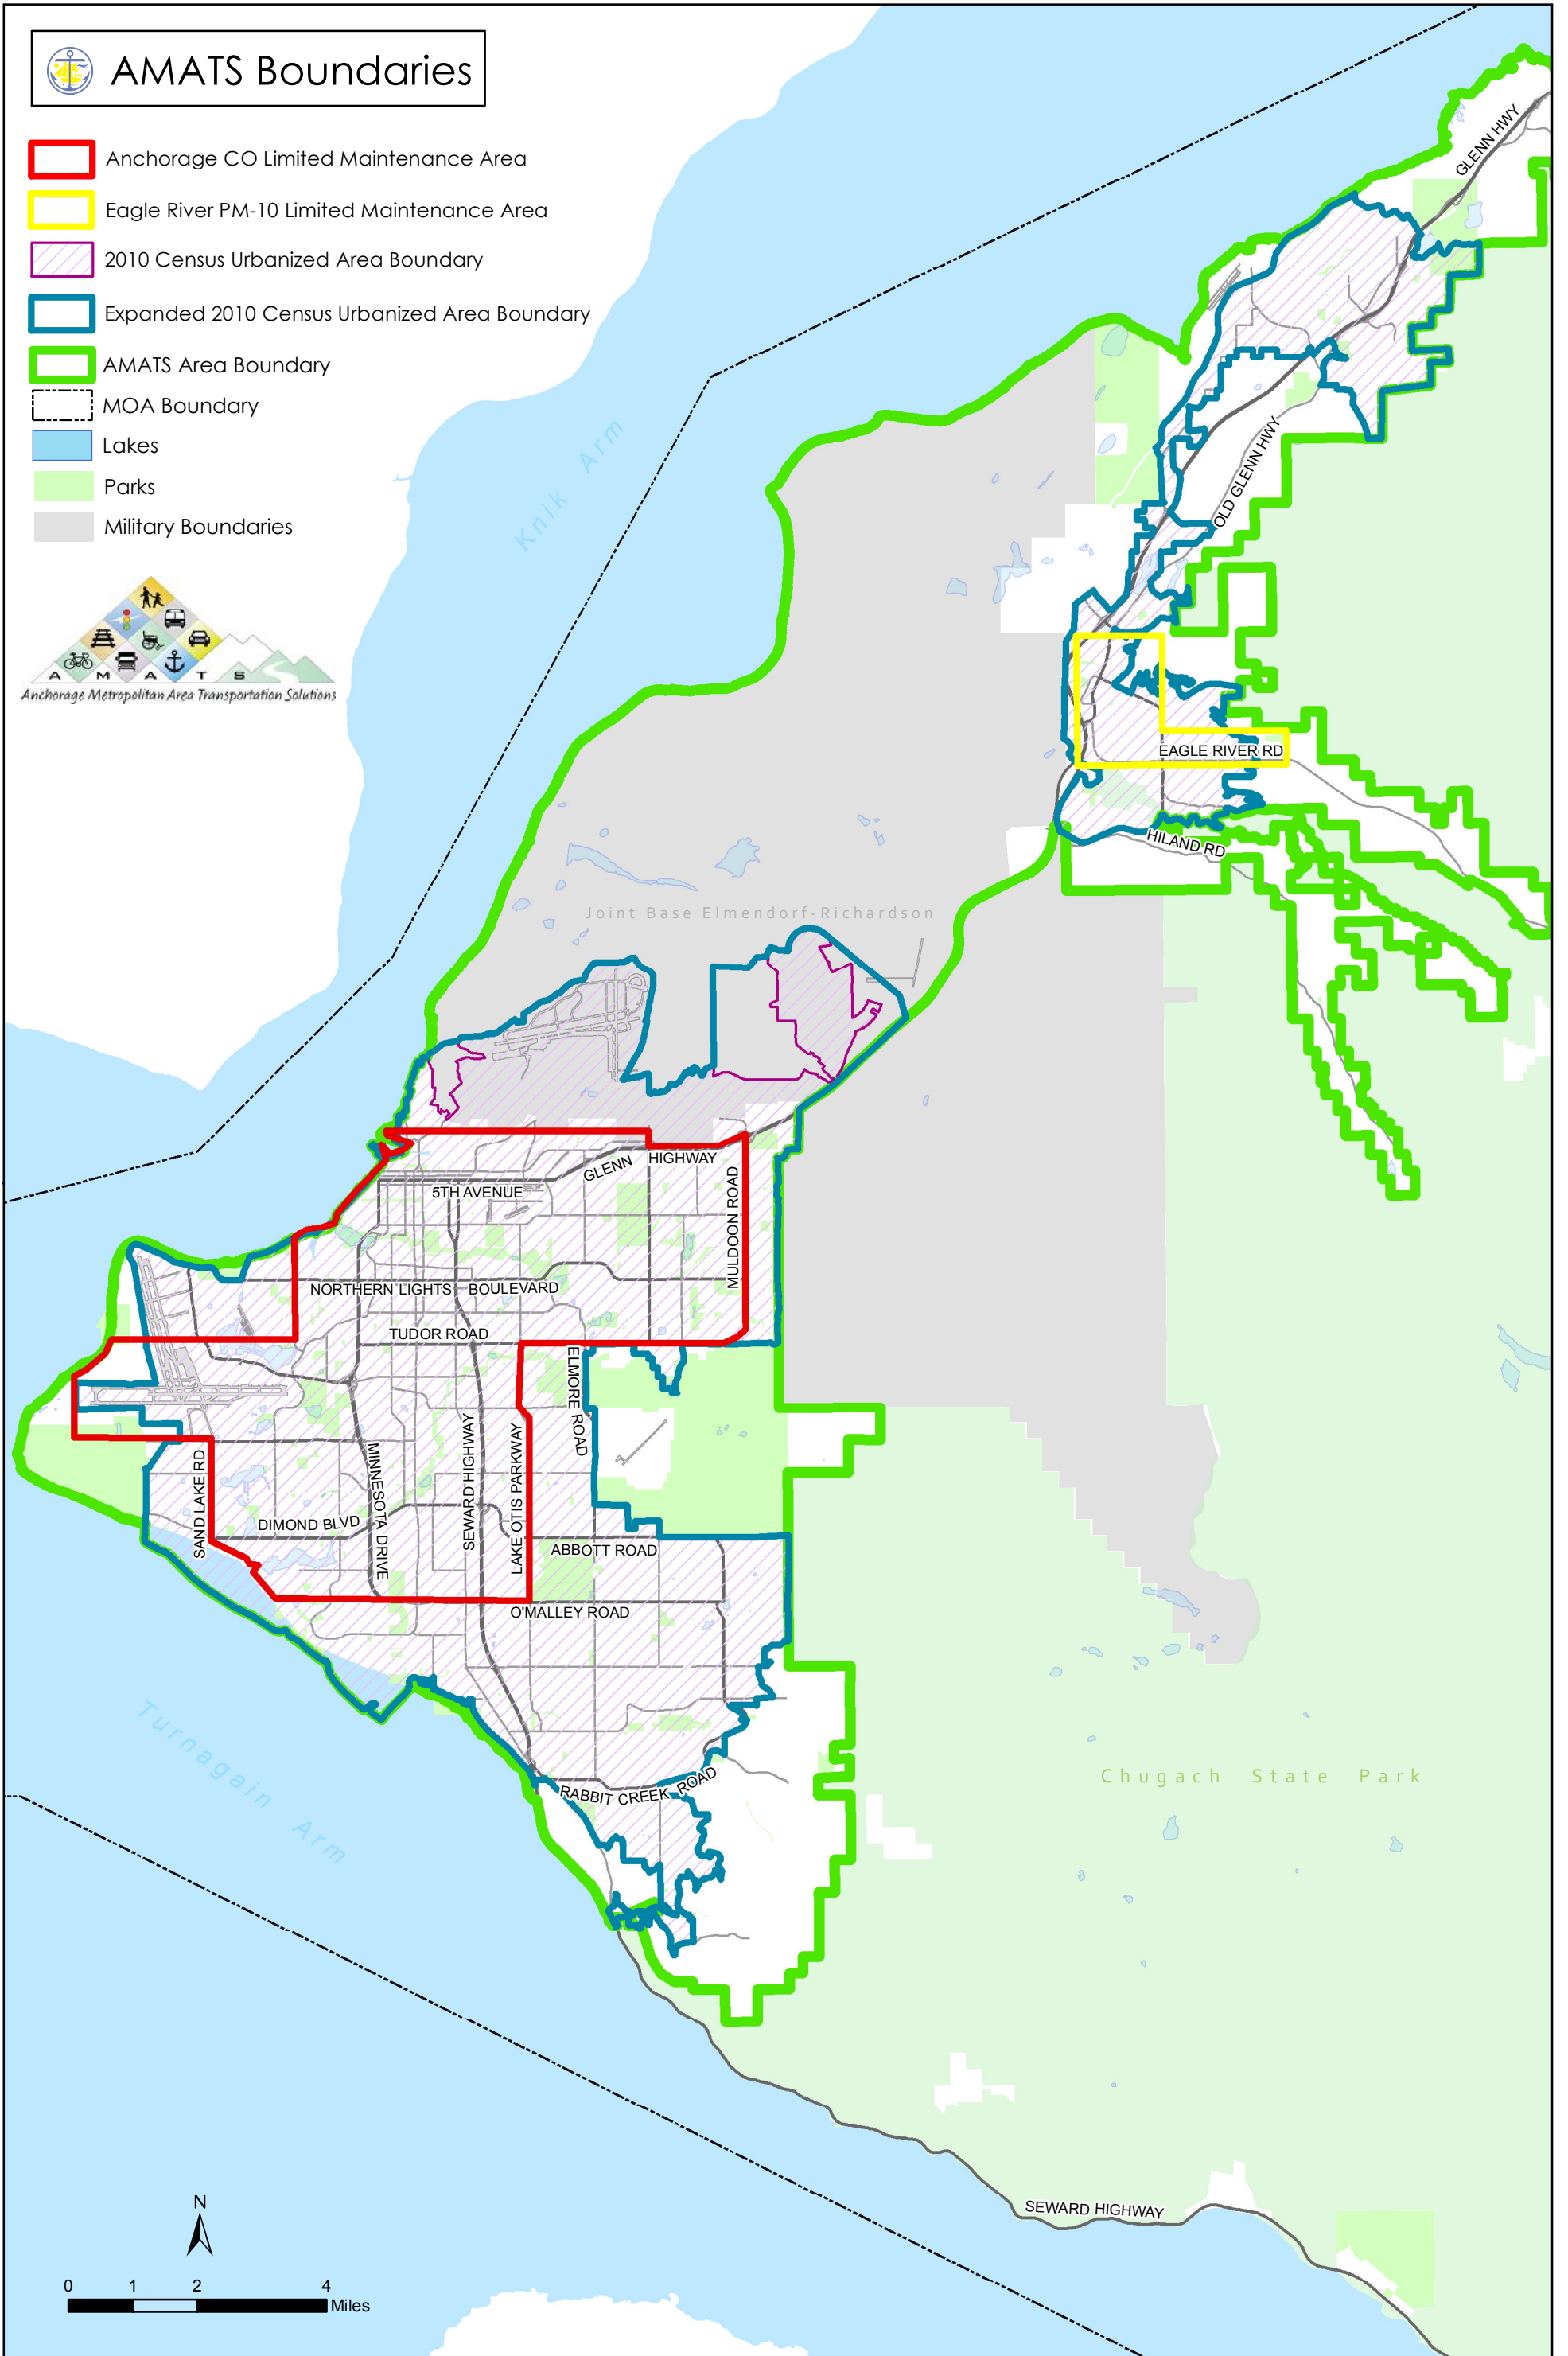 AMATS Boundaries
Anchorage CO Limited Maintenance Area
Eagle River PM-10 Limited Maintenance Area
2010 Census Urbanized Area Boundary
Expanded 2010 Census Urbanized Area Boundary
AMATS Area Boundary
MOA Boundary
Lakes
Parks
Military Boundaries
A M A T S
Anchorage Metropolitan Area Transportation Solutions
GLENN HWY
Knik Arm
OLD GLENN HWY
EAGLE RIVER RD
HILAND RD
Joint Base Elmendorf-Richardson
GLENN HIGHWAY
5TH AVENUE
MULDOON ROAD
NORTHERN LIGHTS BOULEVARD
TUDOR ROAD
ELMORE ROAD
SAND LAKE RD
MINNESOTA DRIVE
SEWARD HIGHWAY
LAKE OTIS PARKWAY
DIMOND BLVD
ABBOTT ROAD
O'MALLEY ROAD
Turnagain Arm
RABBIT CREEK ROAD
Chugach State Park
SEWARD HIGHWAY
N
0 1 2 4
Miles